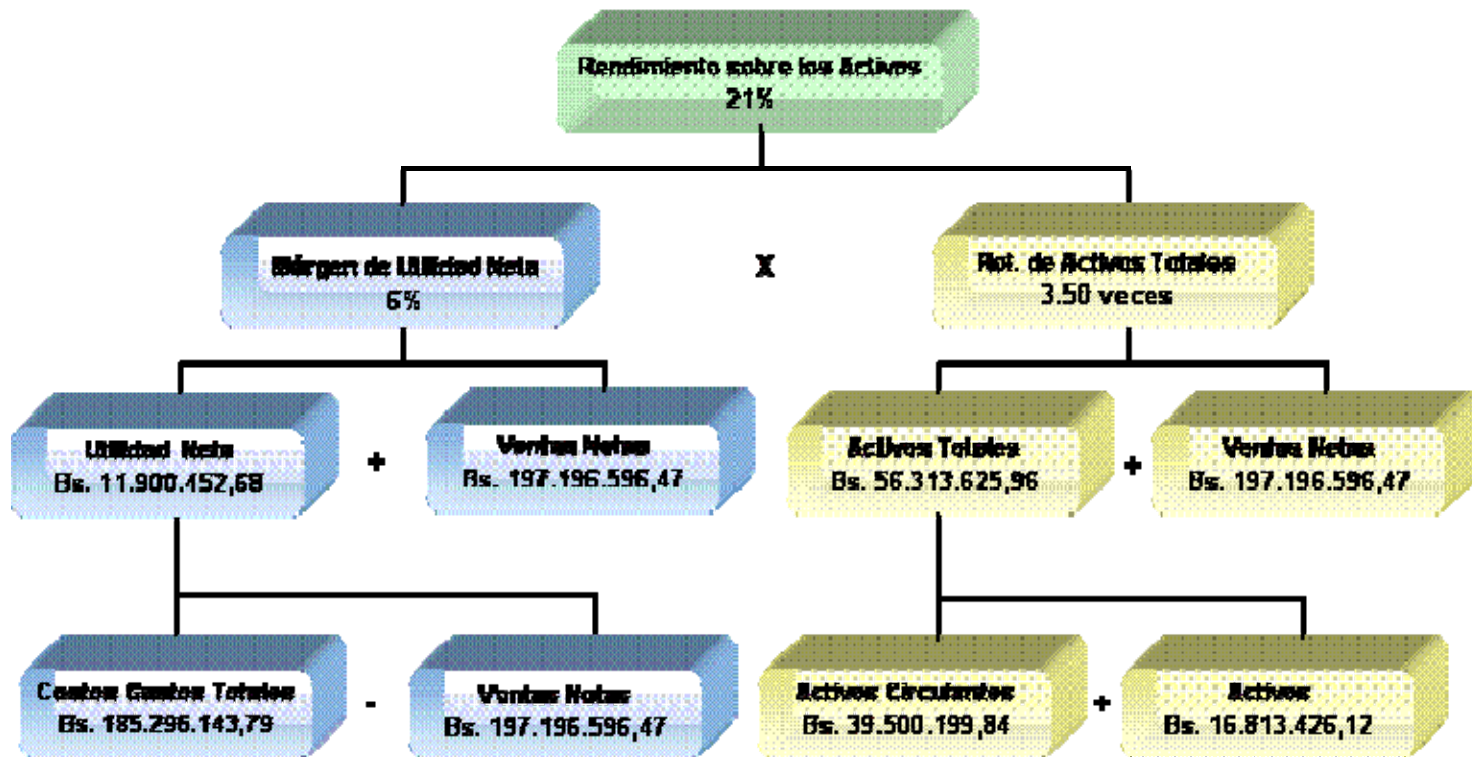 Rendimiento sobre los Activos
21%
Márgen de Utilidad Neta
6%
X
Rot. de Activos Totales
3.50 veces
Utilidad Neta
Bs. 11.900.452,68
+
Ventas Netas
Bs. 197.196.596,47
Activos Totales
Bs. 56.313.625,96
+
Ventas Netas
Bs. 197.196.596,47
Costos Gastos Totales
Bs. 185.296.143,79
-
Ventas Netas
Bs. 197.196.596,47
Activos Circulantes
Bs. 39.500.199,84
+
Activos
Bs. 16.813.426,12